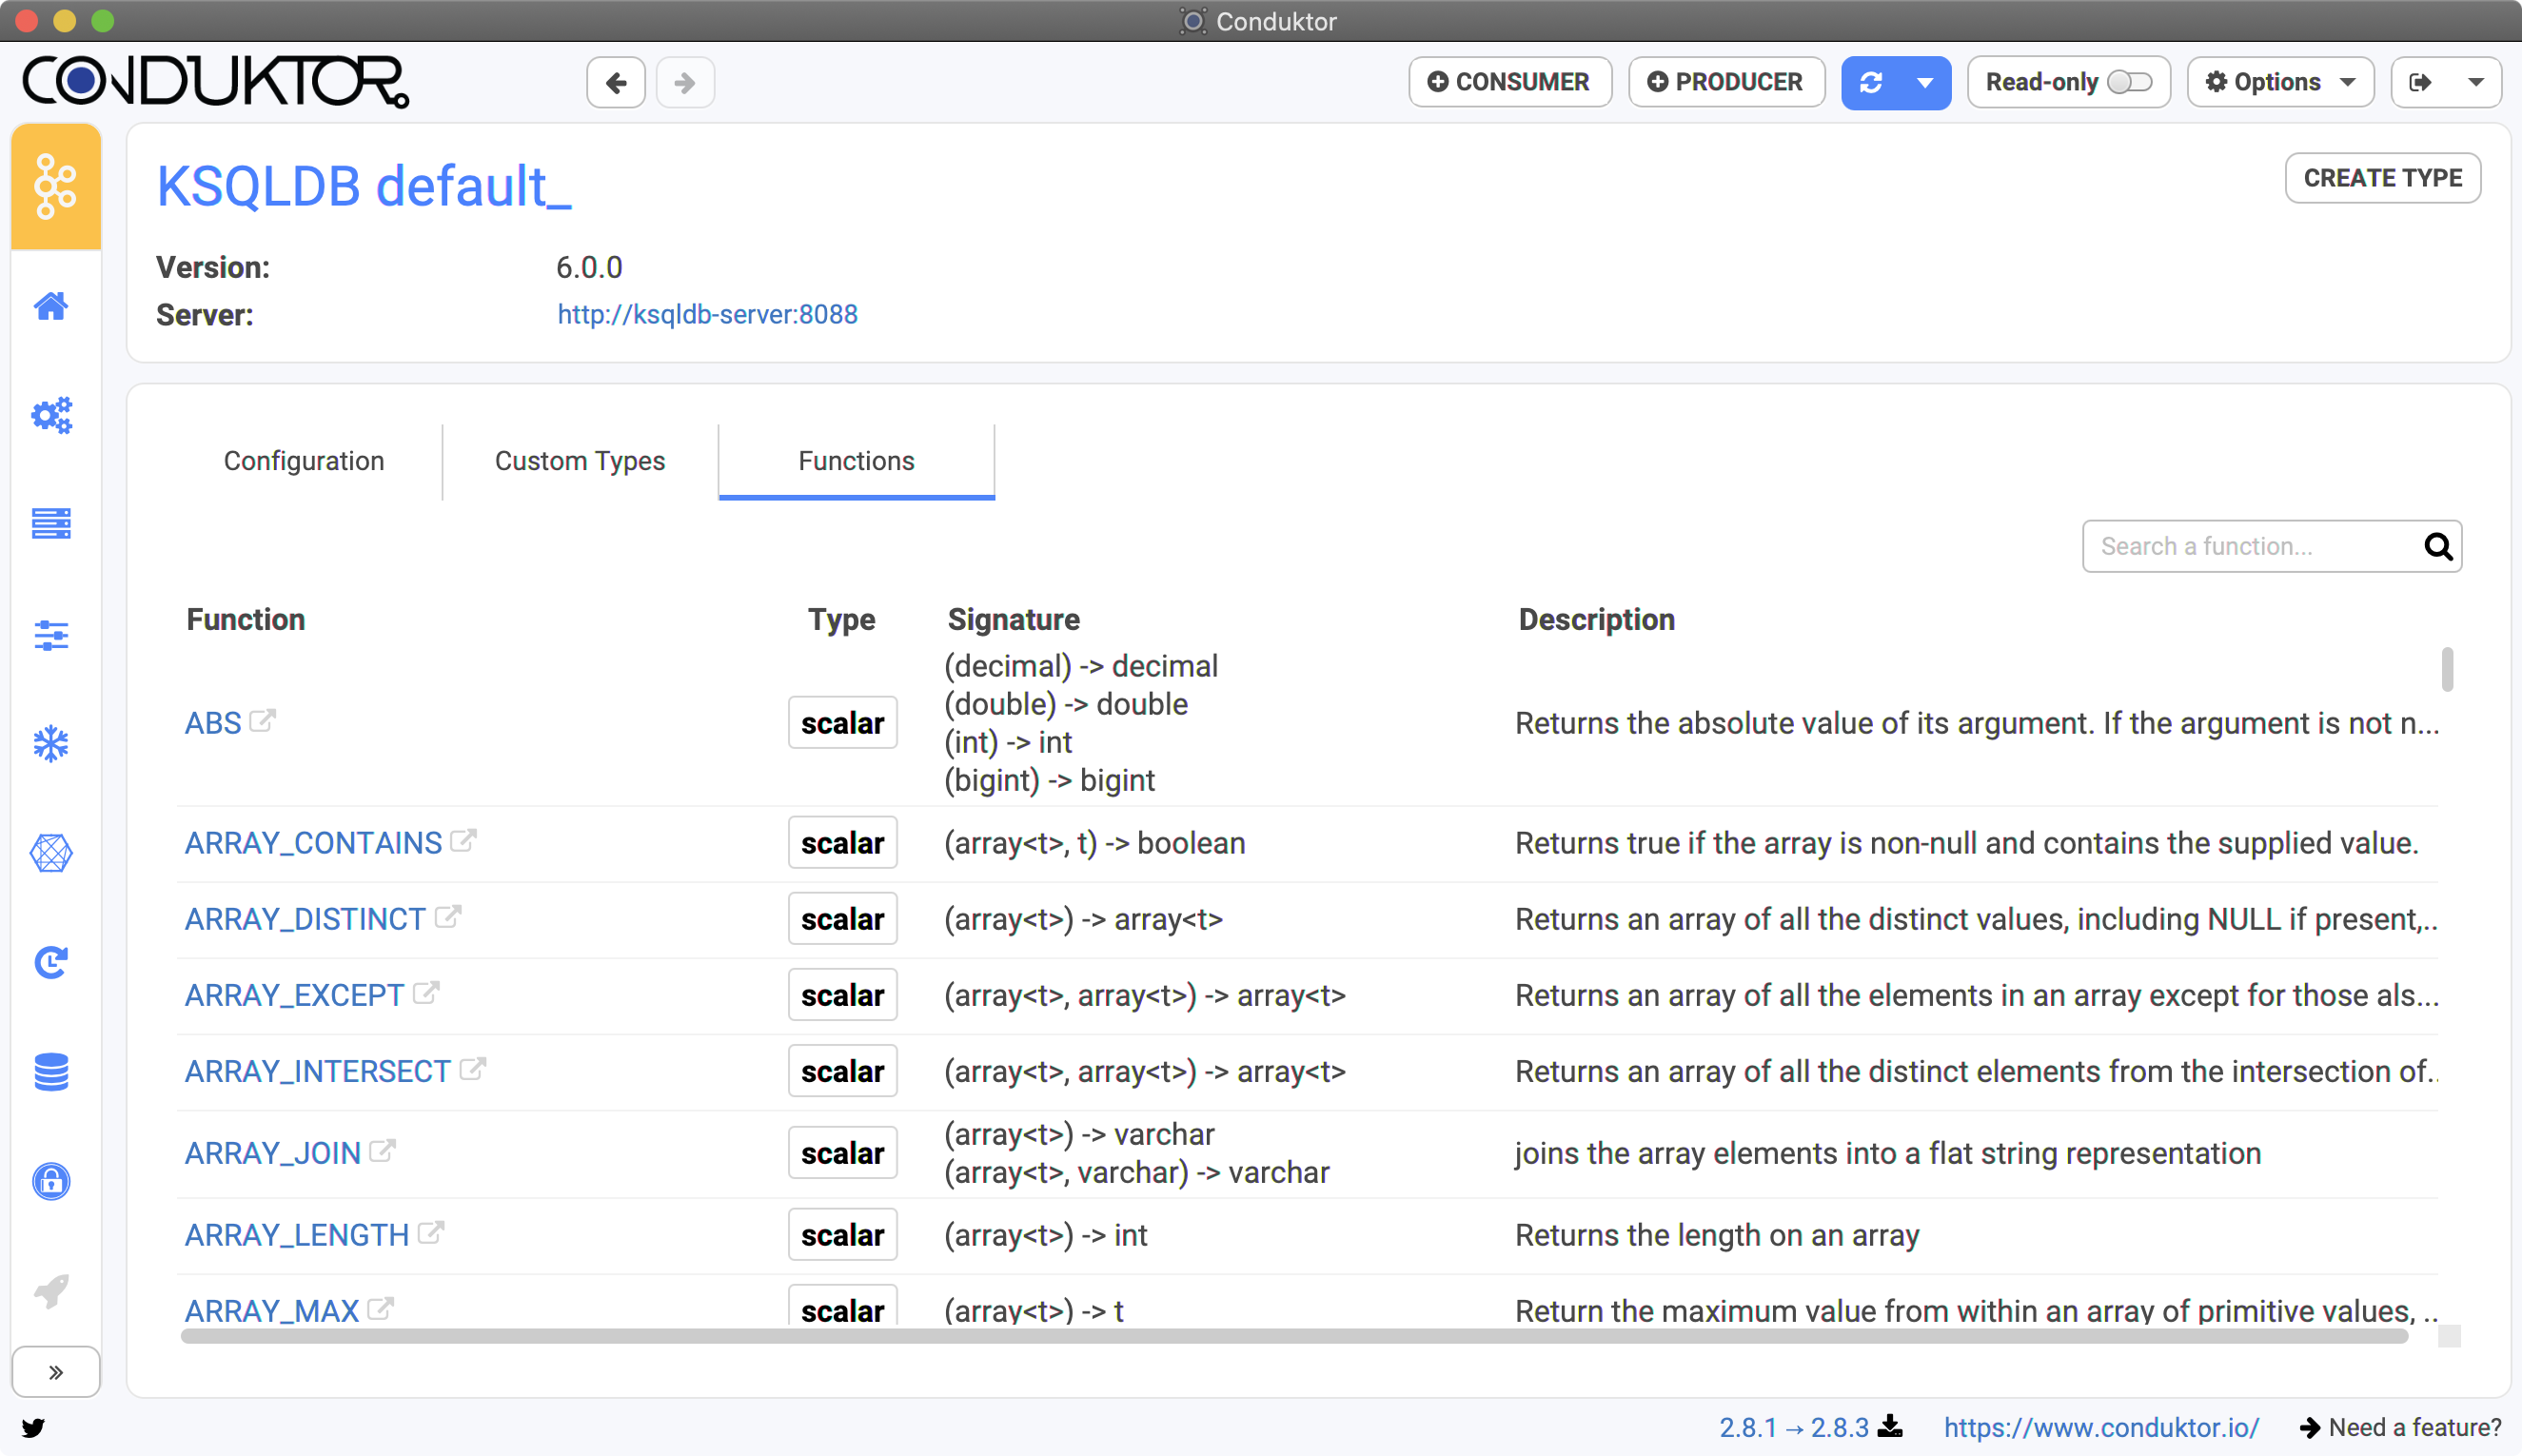 Conduktor
CONDUKTOR
CONSUMER
PRODUCER
Read-only
Options
KSQLDB default_
CREATE TYPE
Version: 6.0.0
Server: http://ksqldb-server:8088
Configuration
Custom Types
Functions
Search a function...
Function Type Signature Description
ABS scalar
(decimal) -> decimal
(double) -> double
(int) -> int
(bigint) -> bigint
Returns the absolute value of its argument. If the argument is not n...
ARRAY_CONTAINS scalar (array<t>, t) -> boolean Returns true if the array is non-null and contains the supplied value.
ARRAY_DISTINCT scalar (array<t>) -> array<t> Returns an array of all the distinct values, including NULL if present,..
ARRAY_EXCEPT scalar (array<t>, array<t>) -> array<t> Returns an array of all the elements in an array except for those als...
ARRAY_INTERSECT scalar (array<t>, array<t>) -> array<t> Returns an array of all the distinct elements from the intersection of..
ARRAY_JOIN scalar
(array<t>) -> varchar
(array<t>, varchar) -> varchar
joins the array elements into a flat string representation
ARRAY_LENGTH scalar (array<t>) -> int Returns the length on an array
ARRAY_MAX scalar (array<t>) -> t Return the maximum value from within an array of primitive values, ..
»
2.8.1 → 2.8.3
https://www.conduktor.io/
Need a feature?